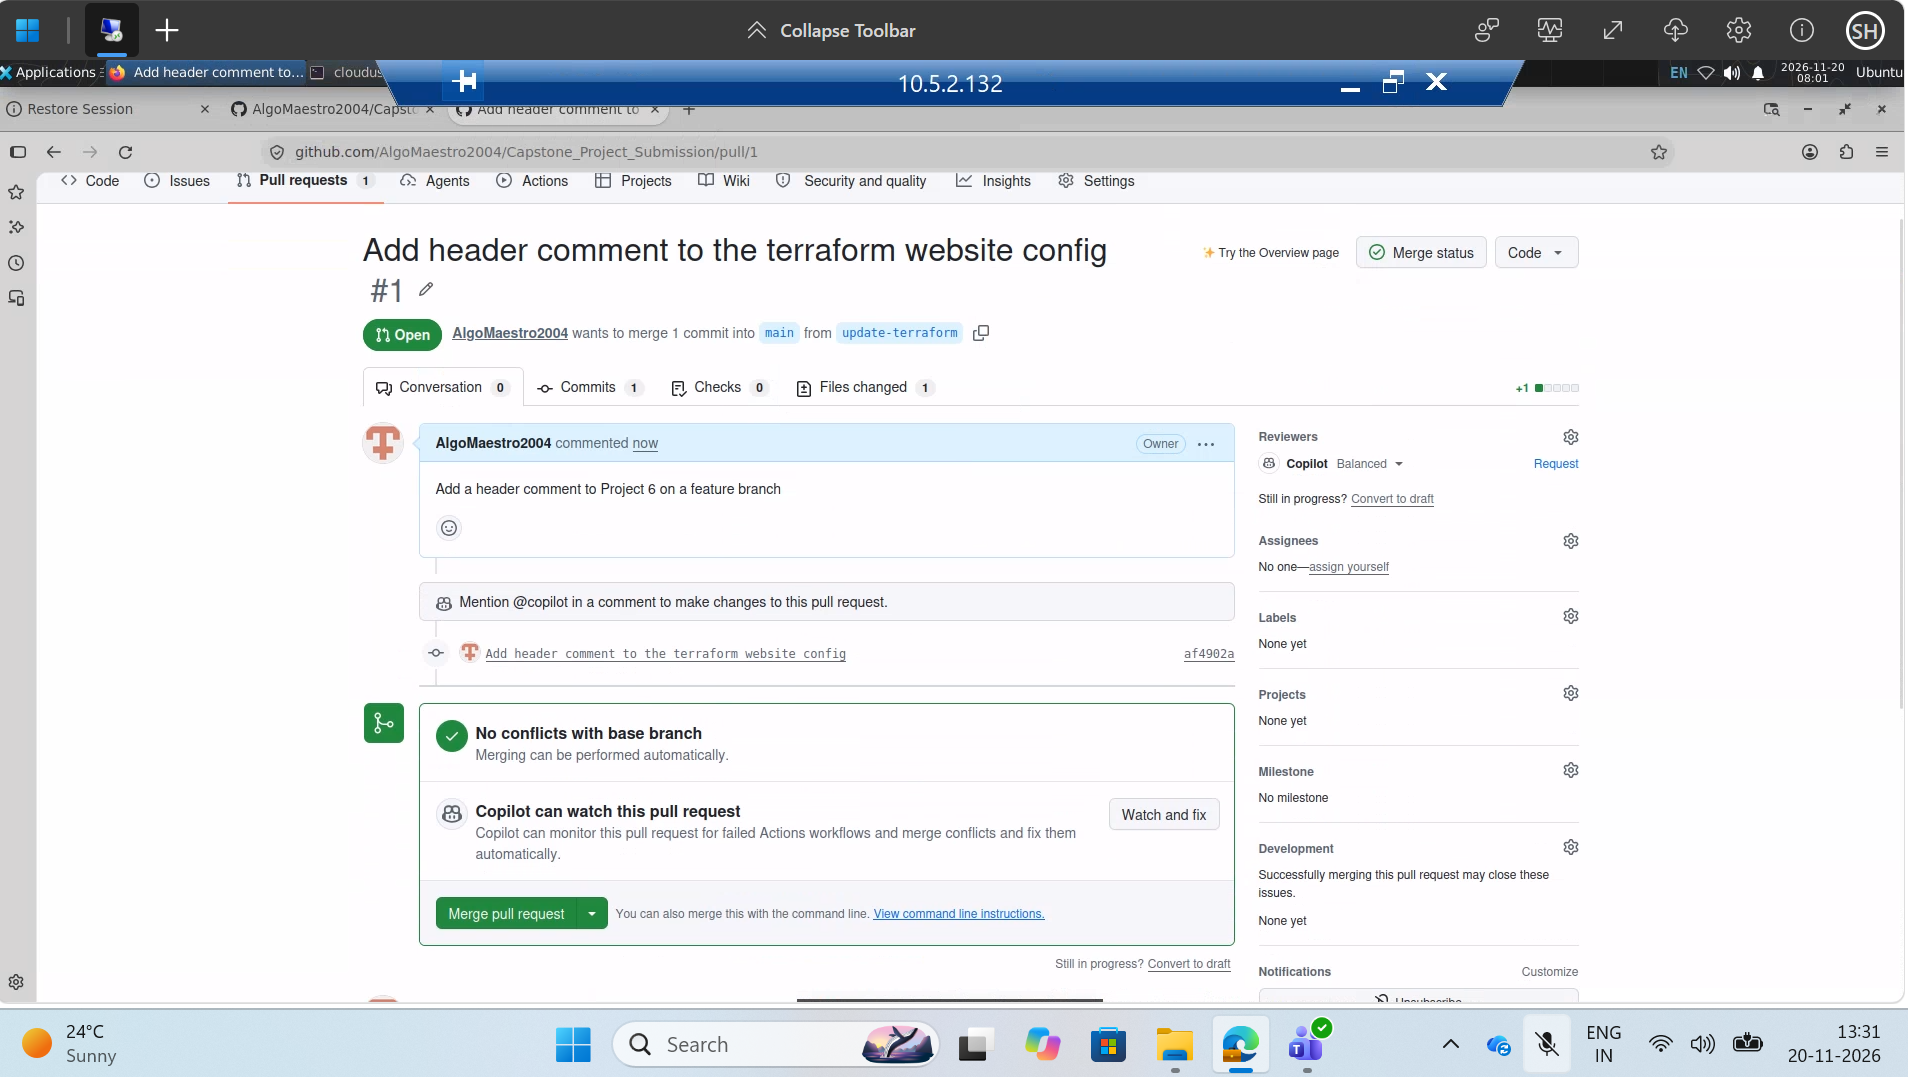 Collapse Toolbar
SH
Applications
Add header comment to...
cloudus
10.5.2.132
EN
2026-11-20
08:01
Ubuntu
Restore Session
AlgoMaestro2004/Capsto
Add header comment to
github.com/AlgoMaestro2004/Capstone_Project_Submission/pull/1
Code
Issues
Pull requests 1
Agents
Actions
Projects
Wiki
Security and quality
Insights
Settings
Add header comment to the terraform website config
#1
Try the Overview page
Merge status
Code
Open
AlgoMaestro2004 wants to merge 1 commit into main from update-terraform
Conversation 0
Commits 1
Checks 0
Files changed 1
+1
AlgoMaestro2004 commented now
Owner
Add a header comment to Project 6 on a feature branch
Mention @copilot in a comment to make changes to this pull request.
Add header comment to the terraform website config
af4902a
No conflicts with base branch
Merging can be performed automatically.
Copilot can watch this pull request
Copilot can monitor this pull request for failed Actions workflows and merge conflicts and fix them
automatically.
Watch and fix
Merge pull request
You can also merge this with the command line. View command line instructions.
Still in progress? Convert to draft
Reviewers
Copilot Balanced
Request
Still in progress? Convert to draft
Assignees
No one—assign yourself
Labels
None yet
Projects
None yet
Milestone
No milestone
Development
Successfully merging this pull request may close these
issues.
None yet
Notifications
Customize
Unsubscribe
24°C
Sunny
Search
ENG
IN
13:31
20-11-2026